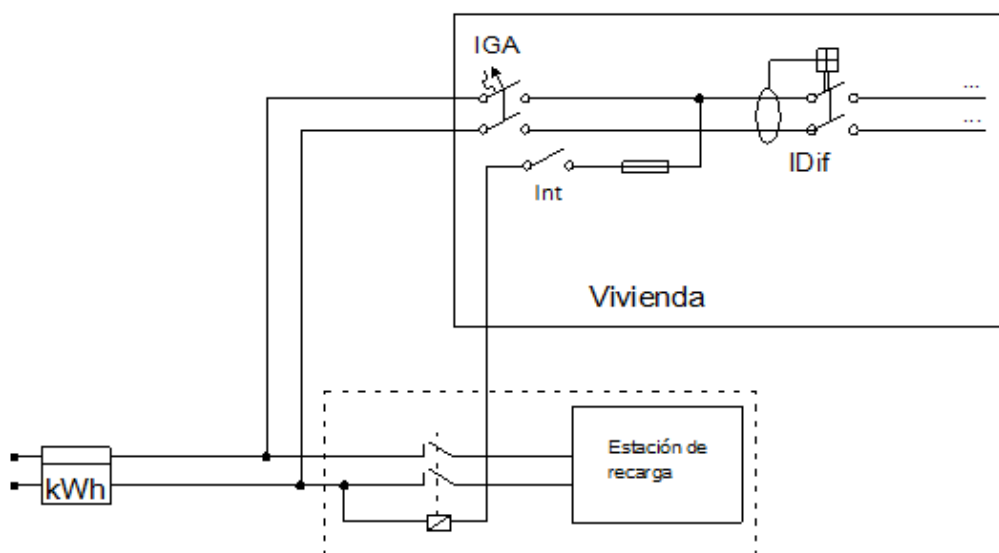 IGA
...
...
IDif
Int
Vivienda
Estación de
recarga
kWh